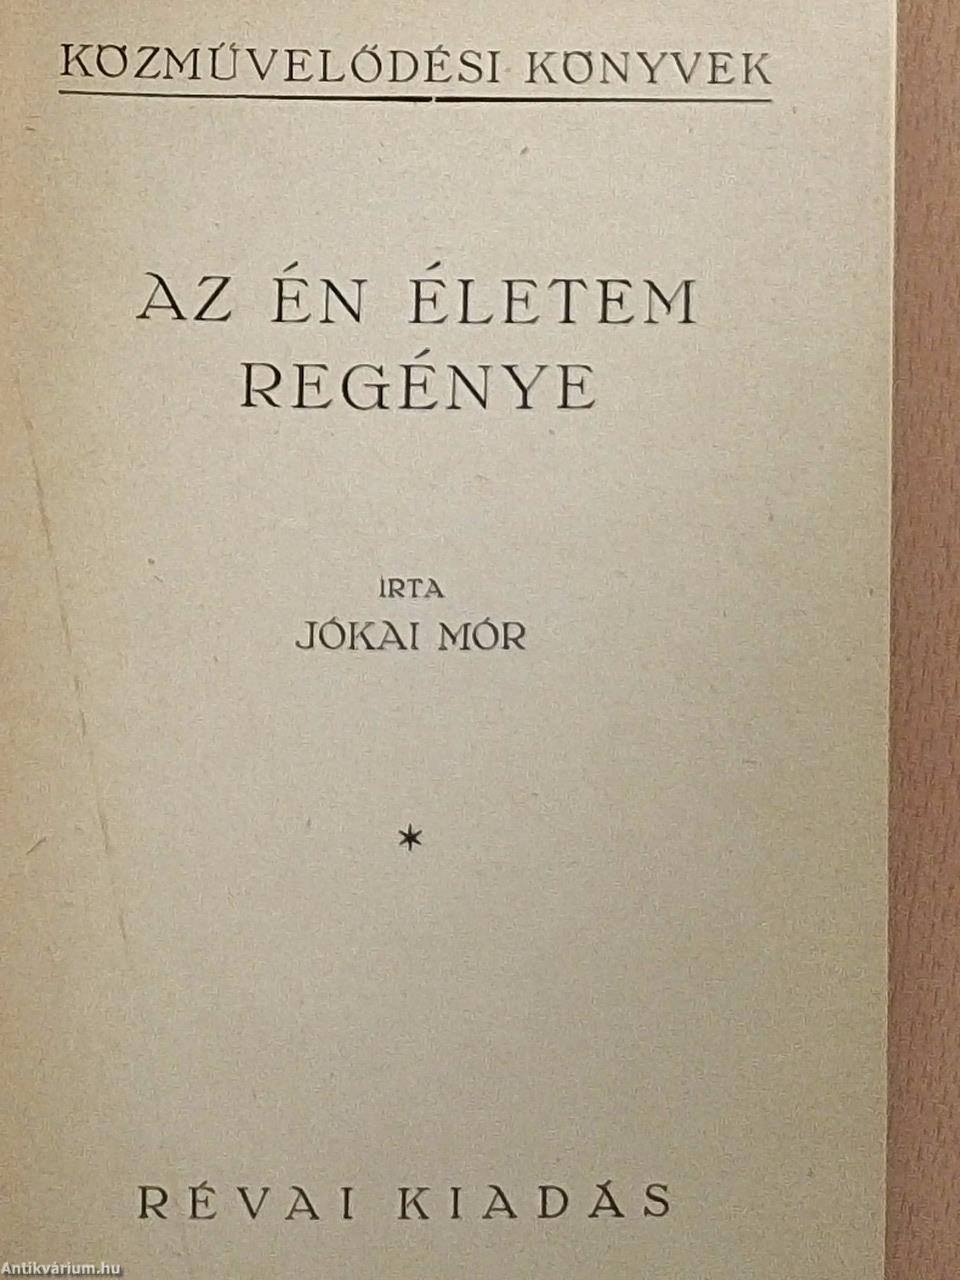 KÖZMŰVELŐDÉSI KÖNYVEK
AZ ÉN ÉLETEM
REGÉNYE
IRTA
JÓKAI MÓR
*
RÉVAI KIADÁS
Antikvárium.hu